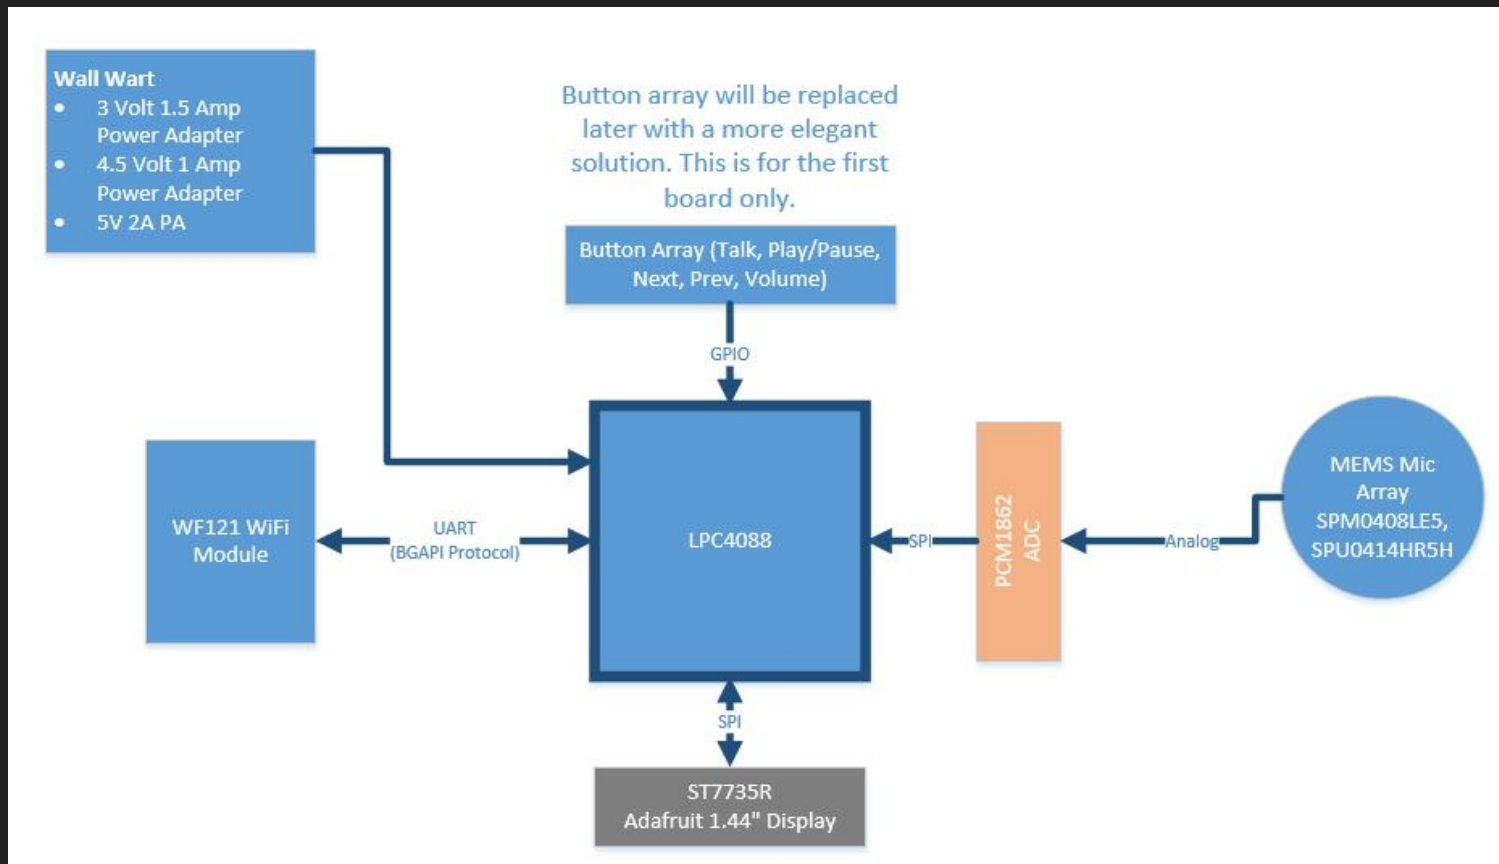 Wall Wart
• 3 Volt 1.5 Amp
Power Adapter
• 4.5 Volt 1 Amp
Power Adapter
• 5V 2A PA
Button array will be replaced
later with a more elegant
solution. This is for the first
board only.
Button Array (Talk, Play/Pause,
Next, Prev, Volume)
GPIO
WF121 WiFi
Module
UART
(BGAPI Protocol)
LPC4088
SPI
PCM1862
ADC
Analog
MEMS Mic
Array
SPM0408LE5,
SPU0414HR5H
SPI
ST7735R
Adafruit 1.44" Display